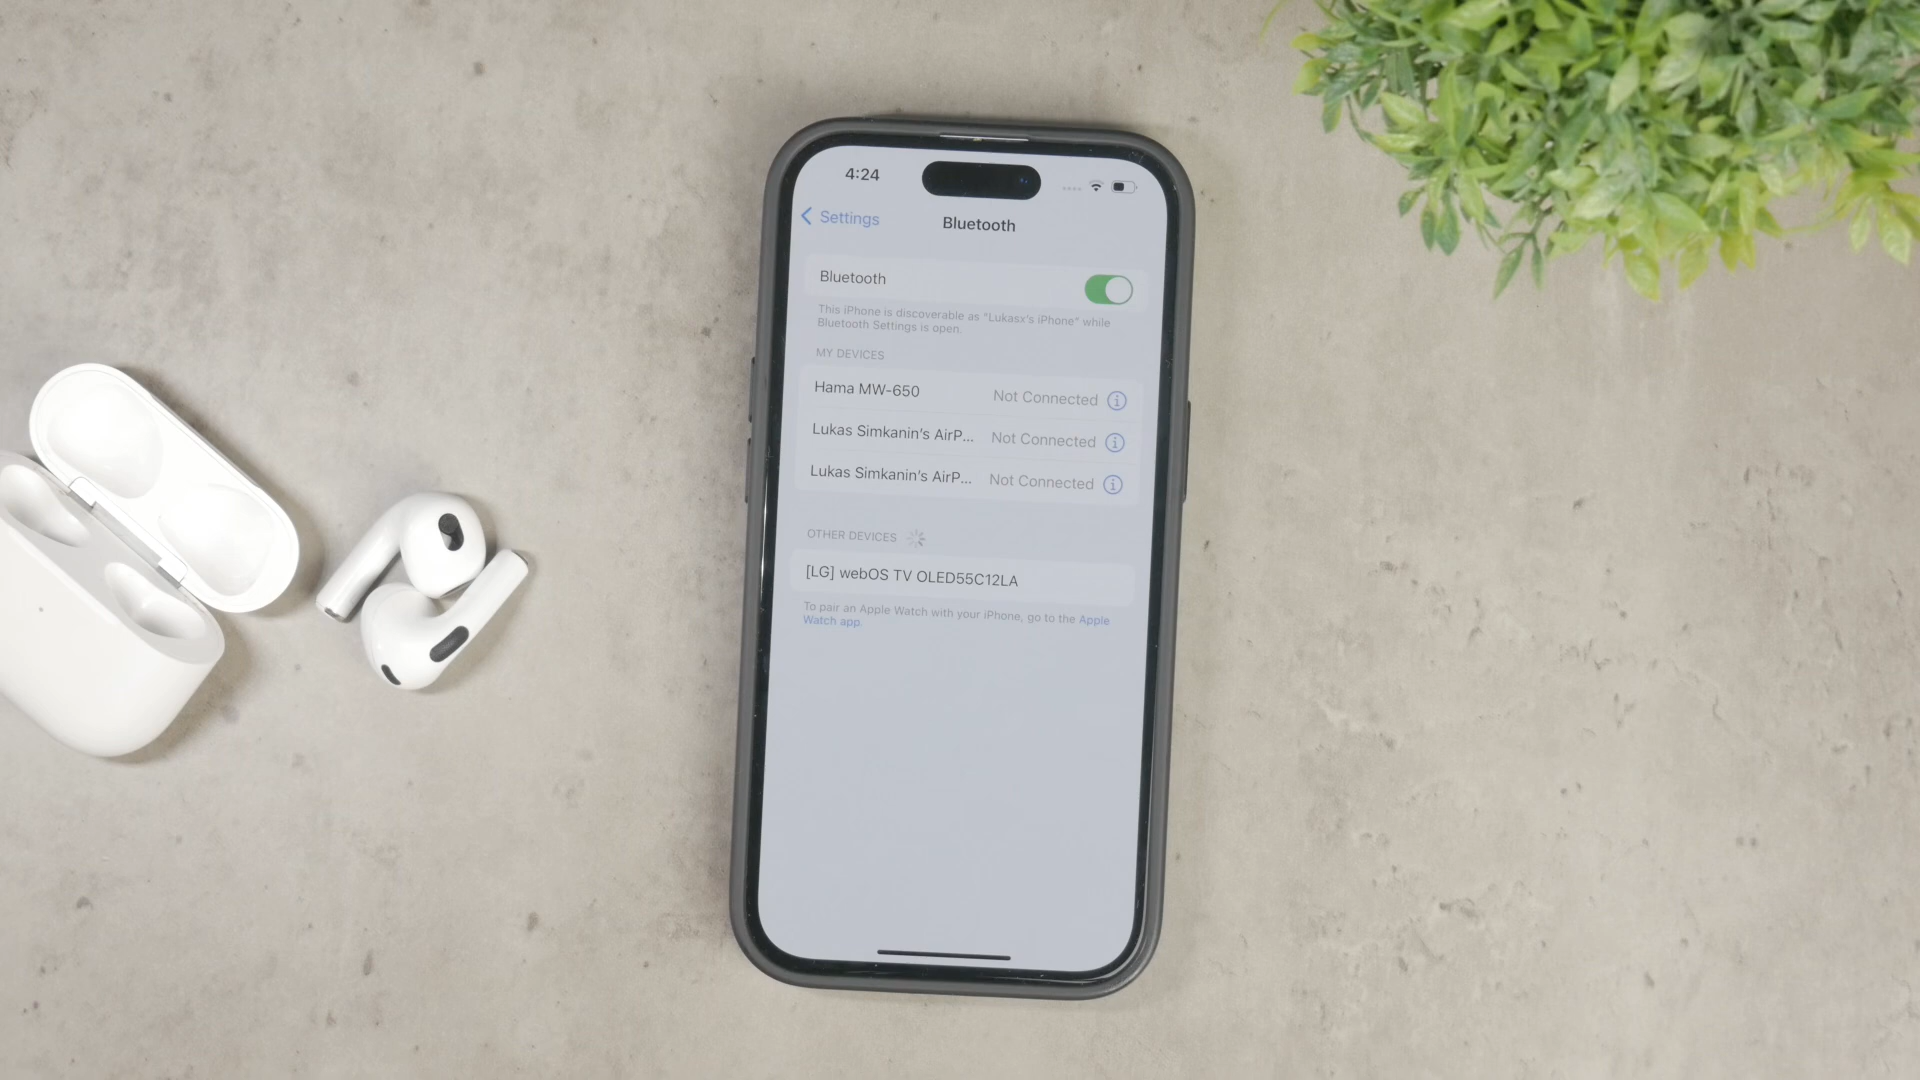 4:24
Settings
Bluetooth
Bluetooth
This iPhone is discoverable as “Lukasx’s iPhone” while
Bluetooth Settings is open.
MY DEVICES
Hama MW-650 Not Connected
Lukas Simkanin’s AirP... Not Connected
Lukas Simkanin’s AirP... Not Connected
OTHER DEVICES
[LG] webOS TV OLED55C12LA
To pair an Apple Watch with your iPhone, go to the Apple
Watch app.